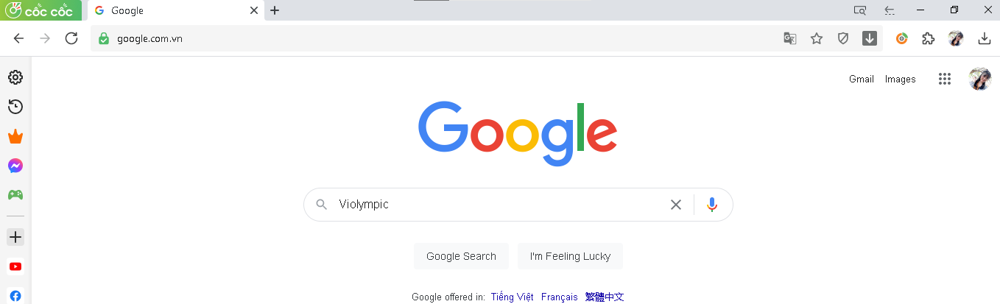 cốc cốc
Google
google.com.vn
Gmail Images
Google
Violympic
Google Search I'm Feeling Lucky
Google offered in: Tiếng Việt Français 繁體中文